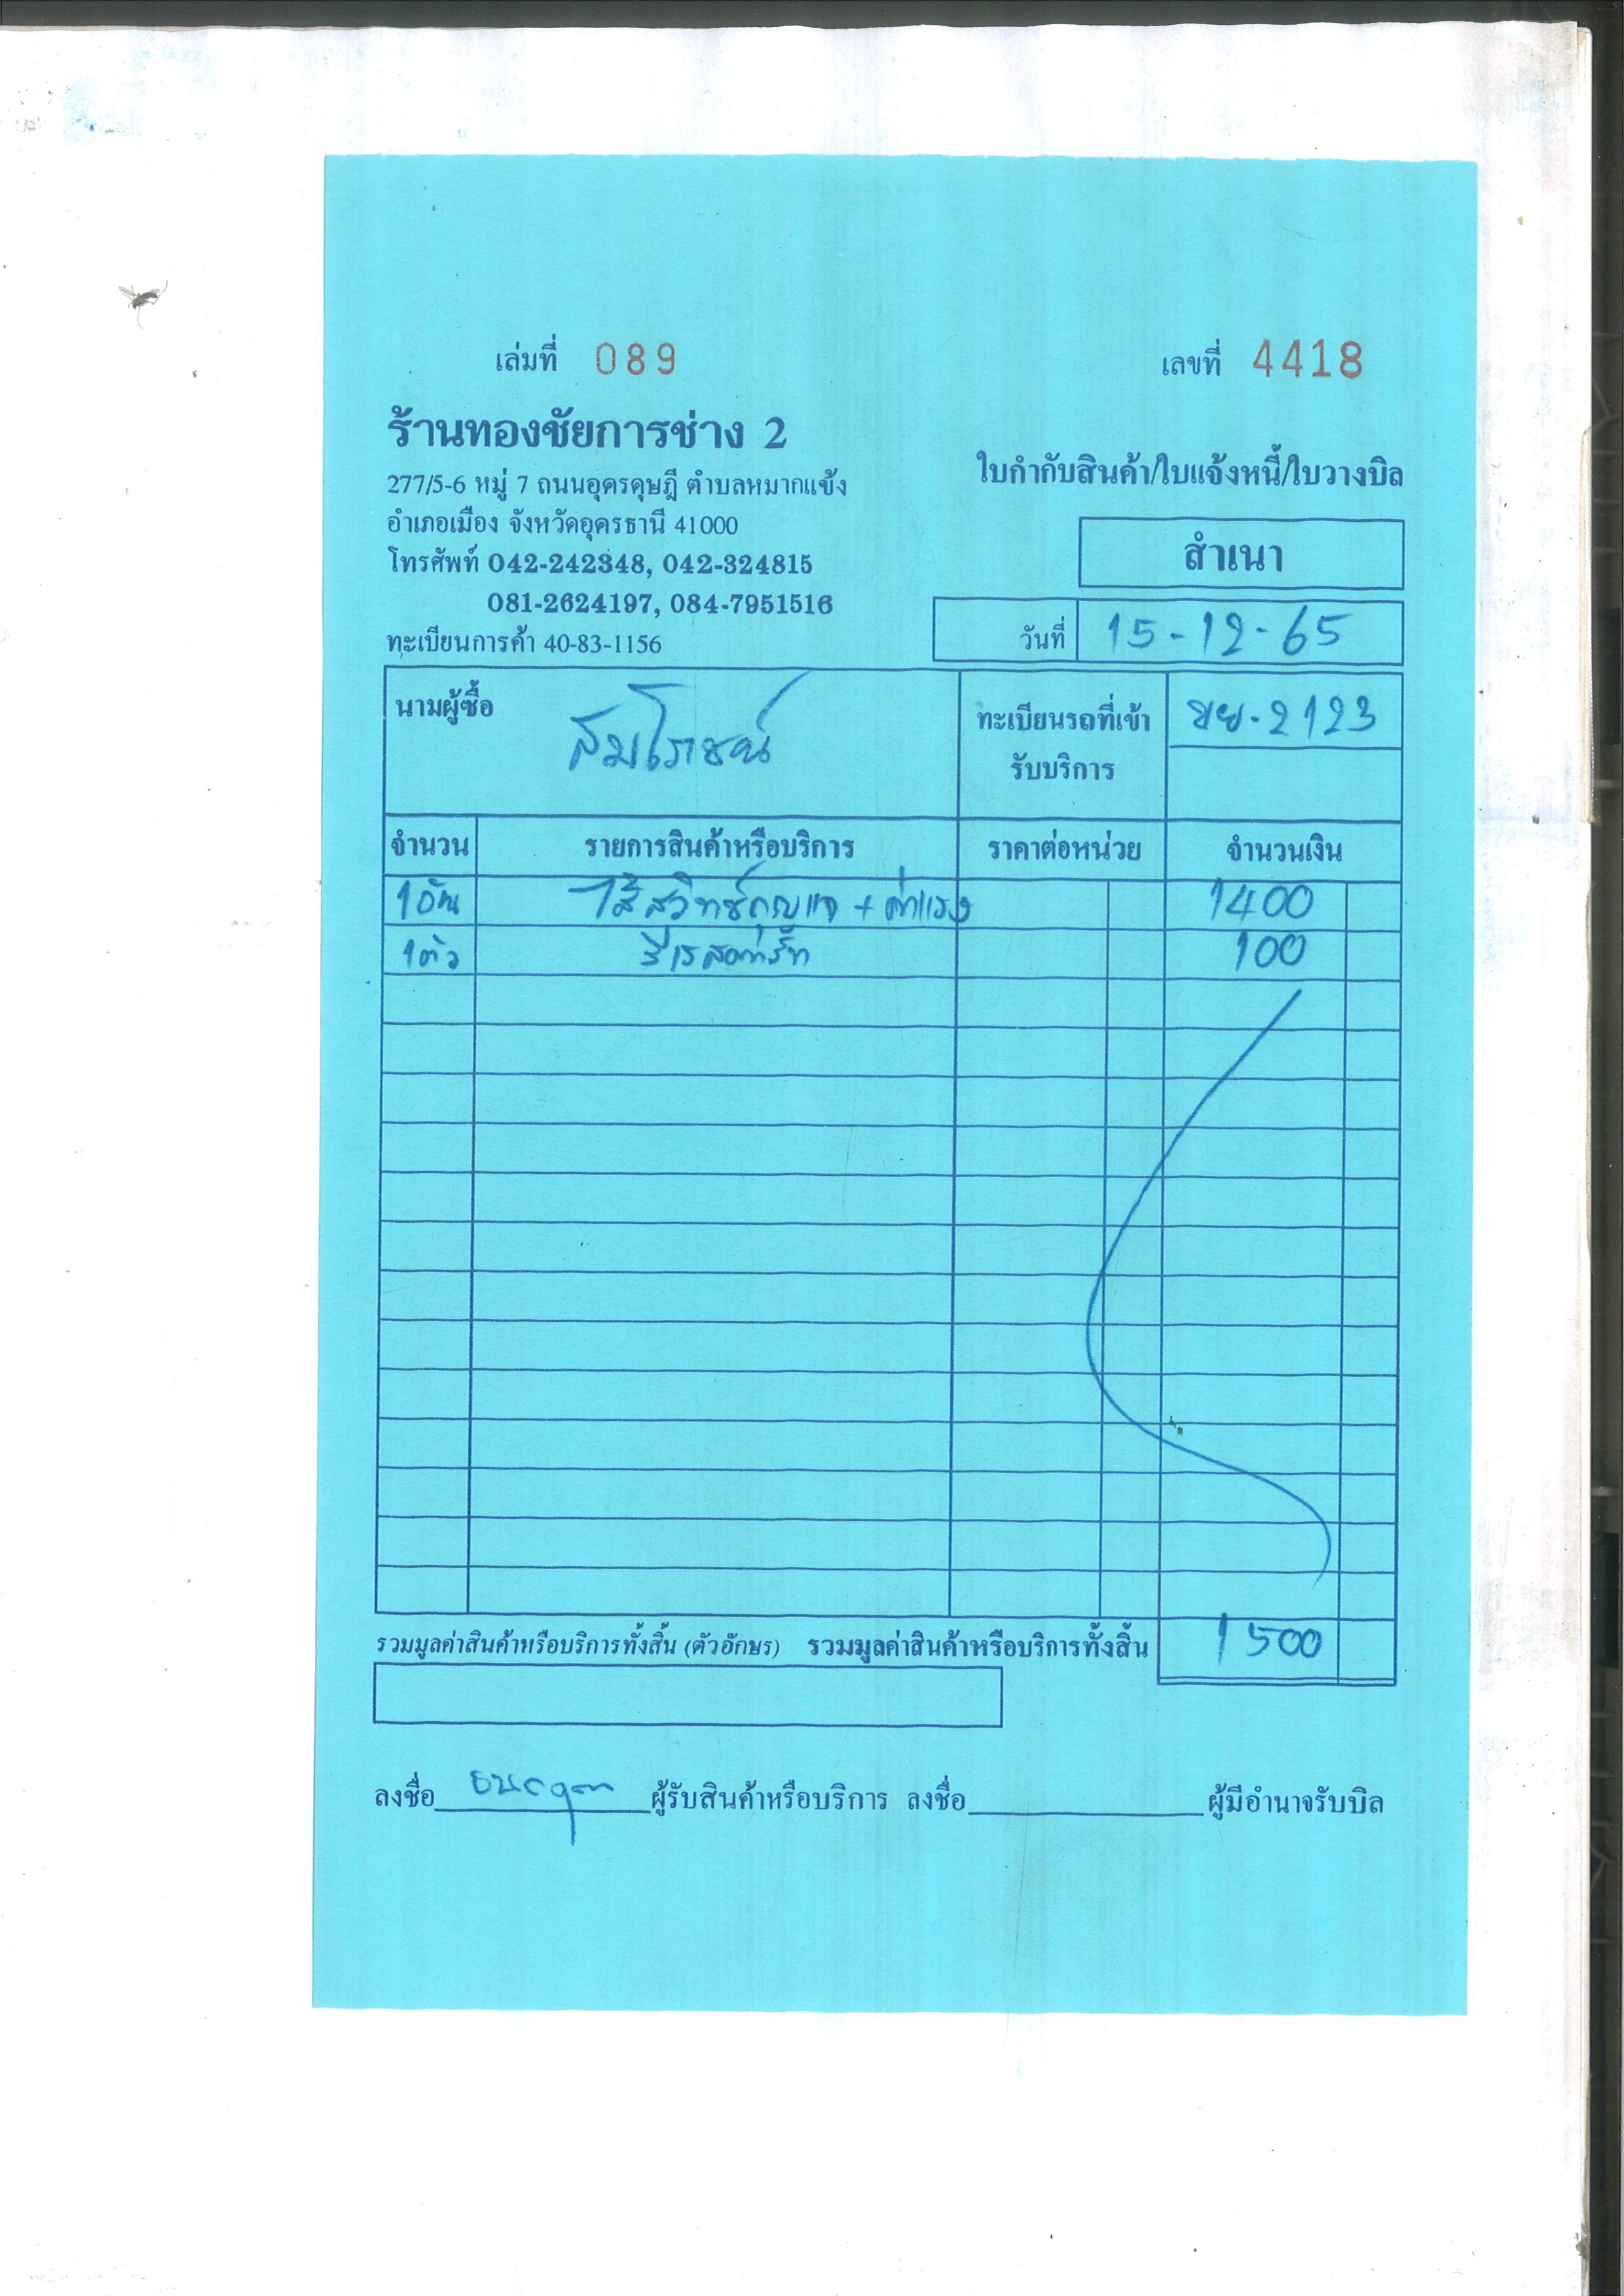 เล่มที่ 089 เลขที่ 4418
ร้านทองชัยการช่าง 2
277/5-6 หมู่ 7 ถนนอุดรดุษฎี ตำบลหมากแข้ง
อำเภอเมือง จังหวัดอุดรธานี 41000
โทรศัพท์ 042-242348, 042-324815
081-2624197, 084-7951516
ทะเบียนการค้า 40-83-1156
ใบกำกับสินค้า/ใบแจ้งหนี้/ใบวางบิล
สำเนา
วันที่ 15-12-65
นามผู้ซื้อ สมโรชน์
ทะเบียนรถที่เข้ารับบริการ ขย-2123
จำนวน รายการสินค้าหรือบริการ ราคาต่อหน่วย จำนวนเงิน
1อัน ไส้สวิทช์กุญแจ + ค่าแรง 1400
1ตัว รีเรสตาร์ท 100
รวมมูลค่าสินค้าหรือบริการทั้งสิ้น (ตัวอักษร) รวมมูลค่าสินค้าหรือบริการทั้งสิ้น 1500
ลงชื่อ ผู้รับสินค้าหรือบริการ ลงชื่อ ผู้มีอำนาจรับบิล